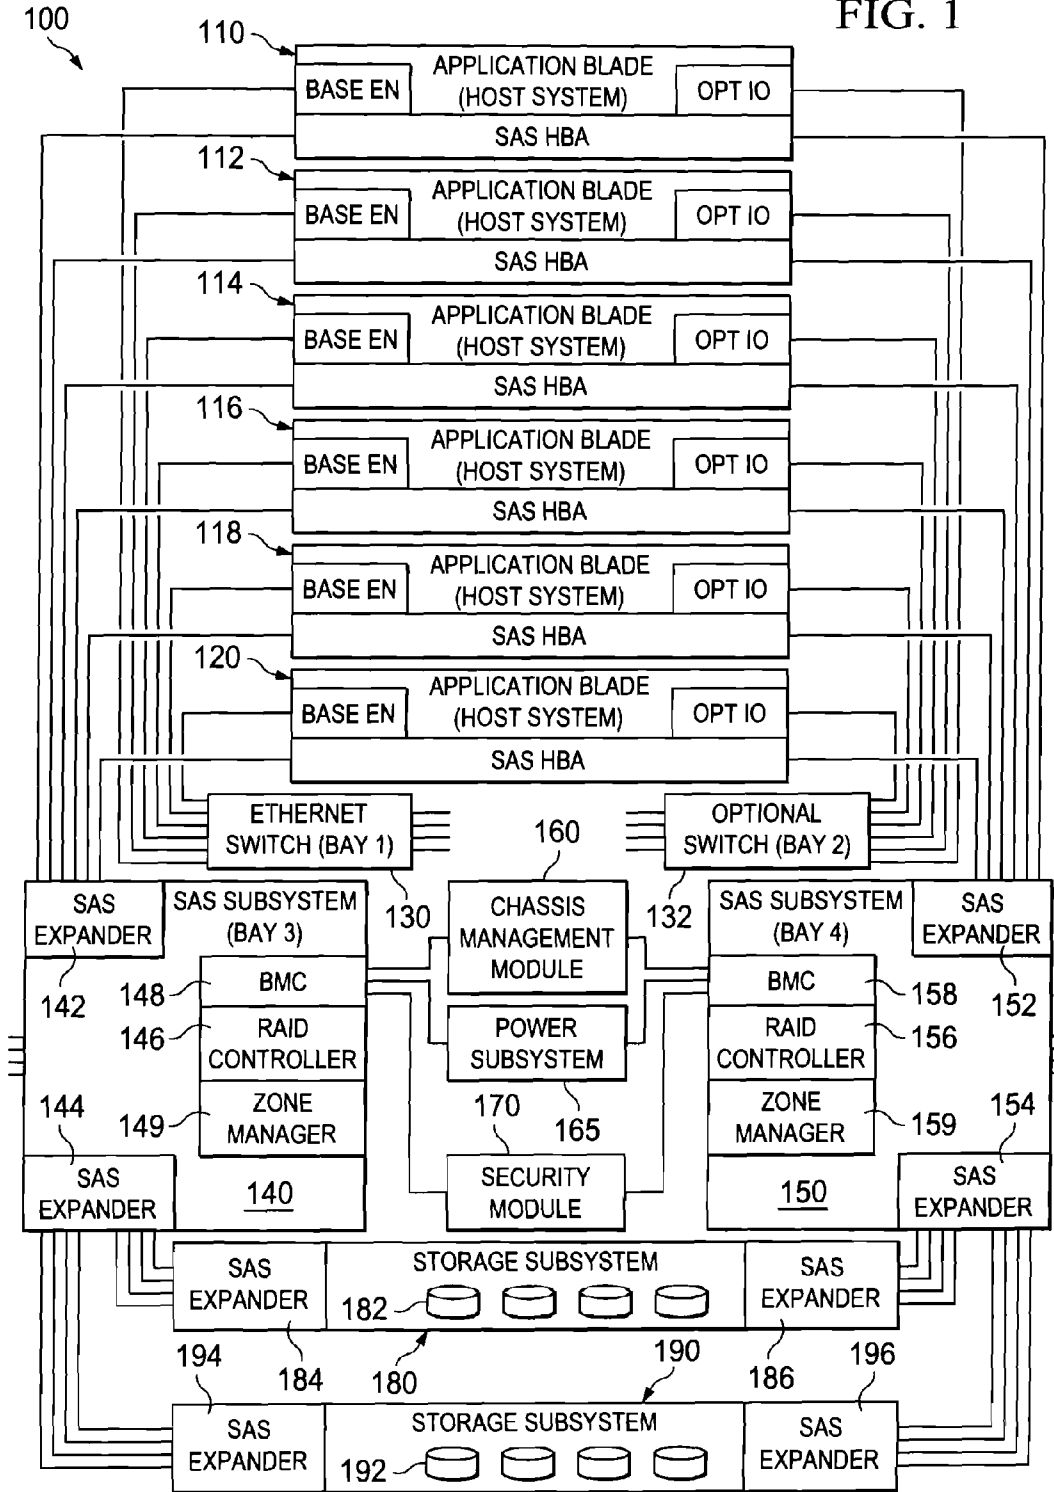 FIG. 1
100
110
APPLICATION BLADE
(HOST SYSTEM)
BASE EN
OPT IO
SAS HBA
112
APPLICATION BLADE
(HOST SYSTEM)
BASE EN
OPT IO
SAS HBA
114
APPLICATION BLADE
(HOST SYSTEM)
BASE EN
OPT IO
SAS HBA
116
APPLICATION BLADE
(HOST SYSTEM)
BASE EN
OPT IO
SAS HBA
118
APPLICATION BLADE
(HOST SYSTEM)
BASE EN
OPT IO
SAS HBA
120
APPLICATION BLADE
(HOST SYSTEM)
BASE EN
OPT IO
SAS HBA
ETHERNET
SWITCH (BAY 1)
130
OPTIONAL
SWITCH (BAY 2)
132
160
CHASSIS
MANAGEMENT
MODULE
POWER
SUBSYSTEM
165
170
SECURITY
MODULE
SAS
EXPANDER
142
SAS SUBSYSTEM
(BAY 3)
148
BMC
146
RAID
CONTROLLER
149
ZONE
MANAGER
144
SAS
EXPANDER
140
SAS SUBSYSTEM
(BAY 4)
SAS
EXPANDER
152
BMC
158
RAID
CONTROLLER
156
ZONE
MANAGER
159
154
SAS
EXPANDER
150
SAS
EXPANDER
184
STORAGE SUBSYSTEM
182
180
SAS
EXPANDER
186
194
SAS
EXPANDER
190
STORAGE SUBSYSTEM
192
196
SAS
EXPANDER